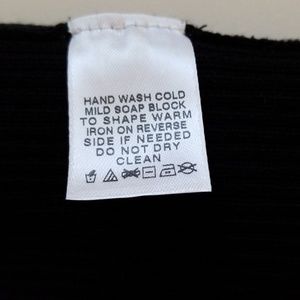 HAND WASH COLD
MILD SOAP BLOCK
TO SHAPE WARM
IRON ON REVERSE
SIDE IF NEEDED
DO NOT DRY
CLEAN